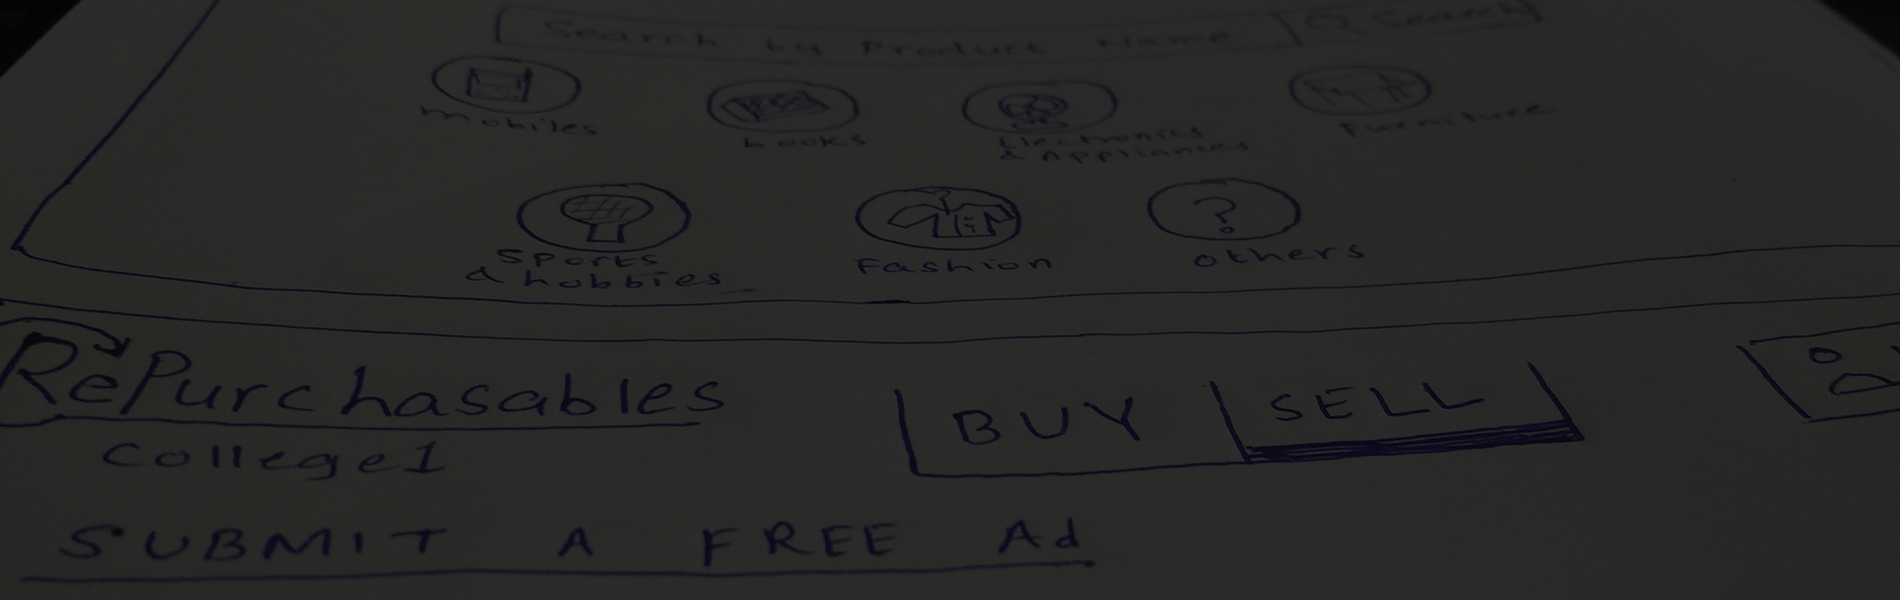 Search by Product Name Search
mobiles
books
Electronics
& Appliances
Furniture
Sports
& hobbies
Fashion
?
others
RePurchasables
College1
BUY SELL
SUBMIT A FREE Ad